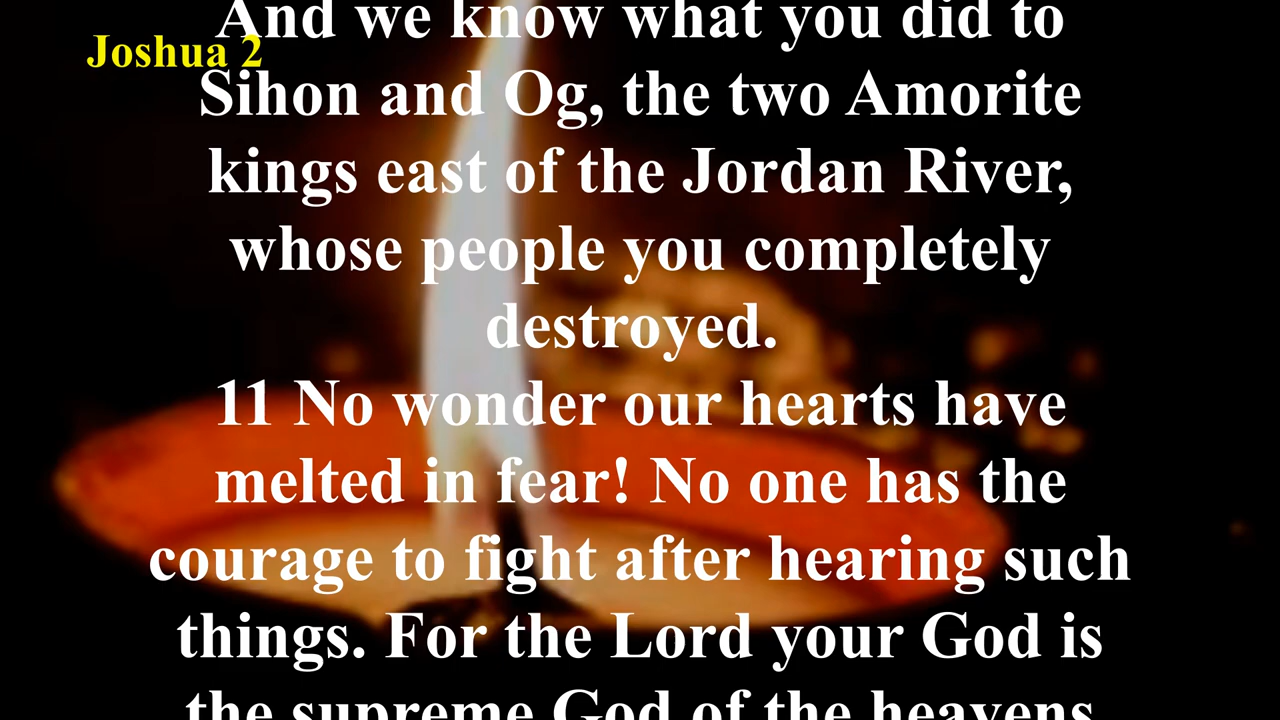 And we know what you did to
Joshua 2
Sihon and Og, the two Amorite
kings east of the Jordan River,
whose people you completely
destroyed.
11 No wonder our hearts have
melted in fear! No one has the
courage to fight after hearing such
things. For the Lord your God is
the supreme God of the heavens